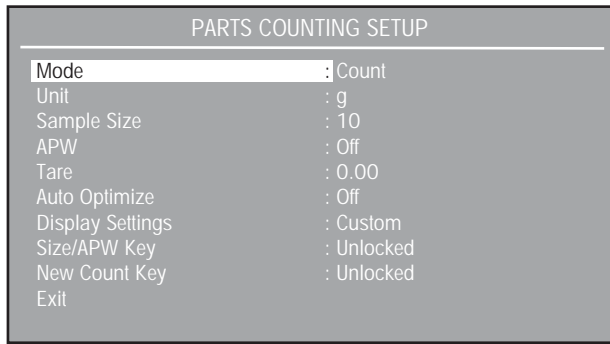 PARTS COUNTING SETUP
Mode : Count
Unit : g
Sample Size : 10
APW : Off
Tare : 0.00
Auto Optimize : Off
Display Settings : Custom
Size/APW Key : Unlocked
New Count Key : Unlocked
Exit